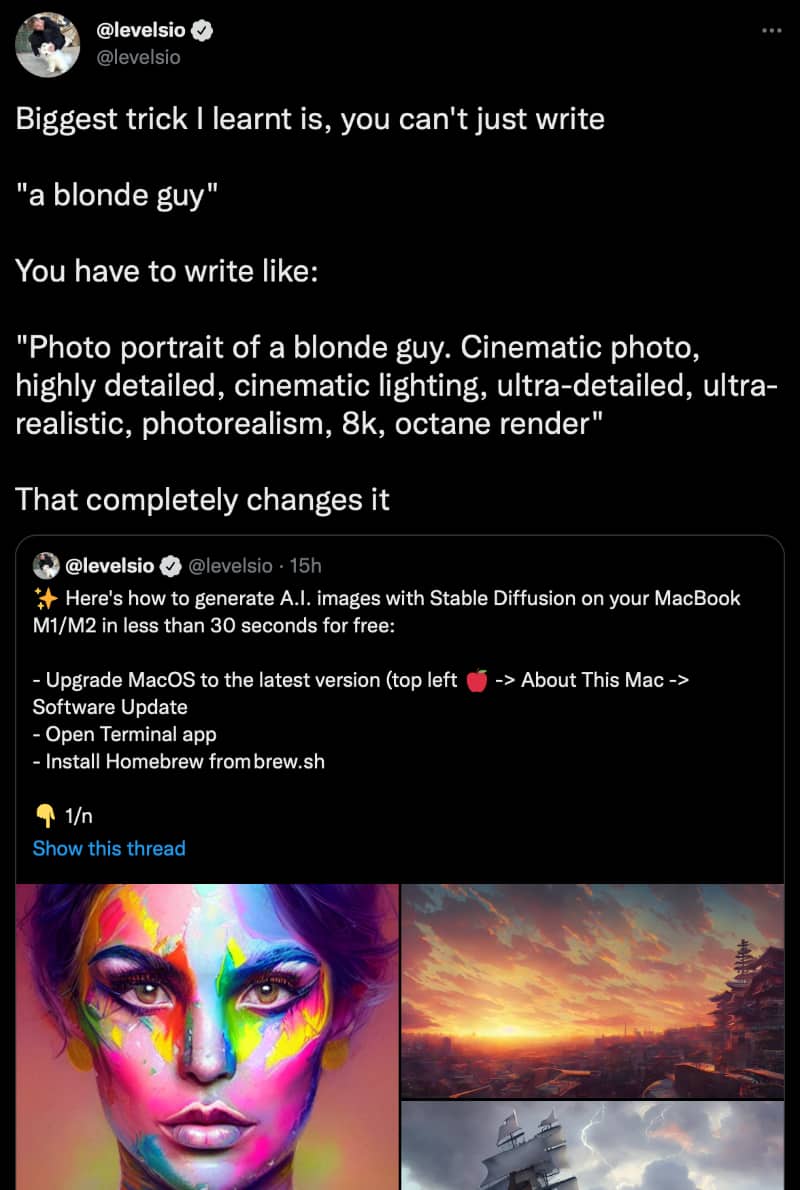 @levelsio
@levelsio
Biggest trick I learnt is, you can't just write
"a blonde guy"
You have to write like:
"Photo portrait of a blonde guy. Cinematic photo,
highly detailed, cinematic lighting, ultra-detailed, ultra-
realistic, photorealism, 8k, octane render"
That completely changes it
@levelsio @levelsio · 15h
✨ Here's how to generate A.I. images with Stable Diffusion on your MacBook
M1/M2 in less than 30 seconds for free:
- Upgrade MacOS to the latest version (top left 🍎 -> About This Mac ->
Software Update
- Open Terminal app
- Install Homebrew from brew.sh
👇 1/n
Show this thread